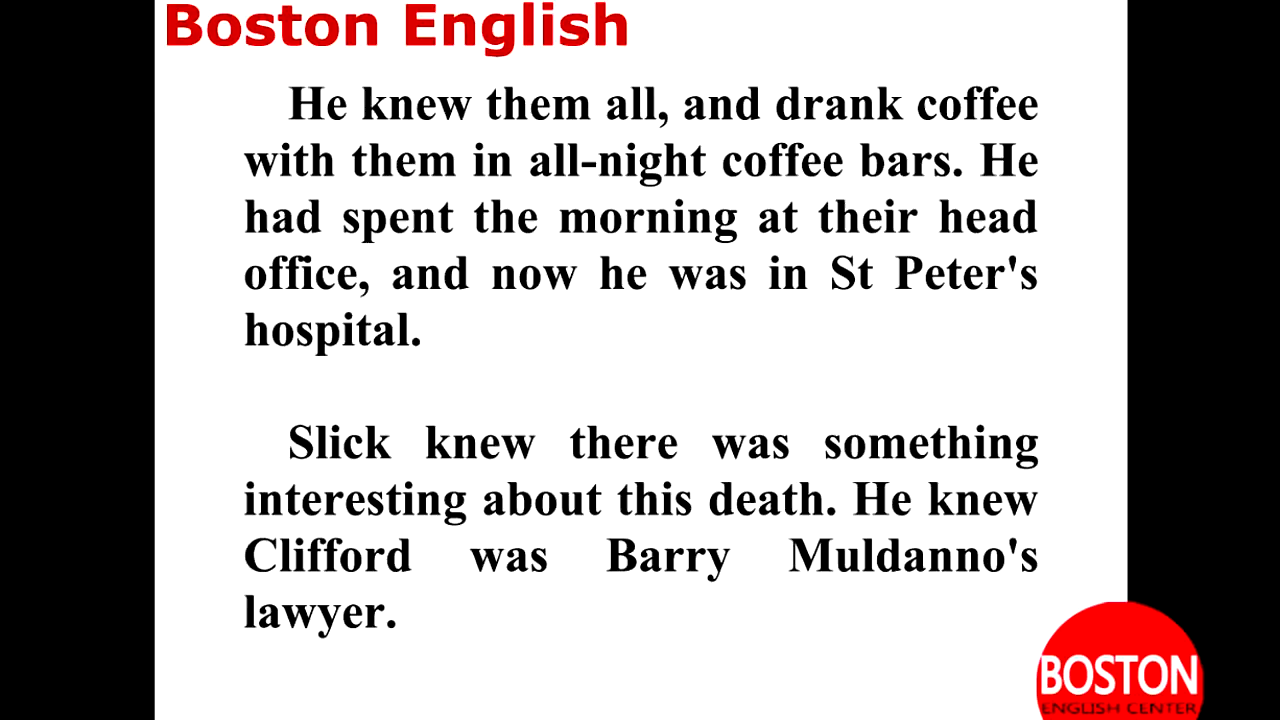 Boston English
He knew them all, and drank coffee
with them in all-night coffee bars. He
had spent the morning at their head
office, and now he was in St Peter's
hospital.
Slick knew there was something
interesting about this death. He knew
Clifford was Barry Muldanno's
lawyer.
BOSTON
ENGLISH CENTER